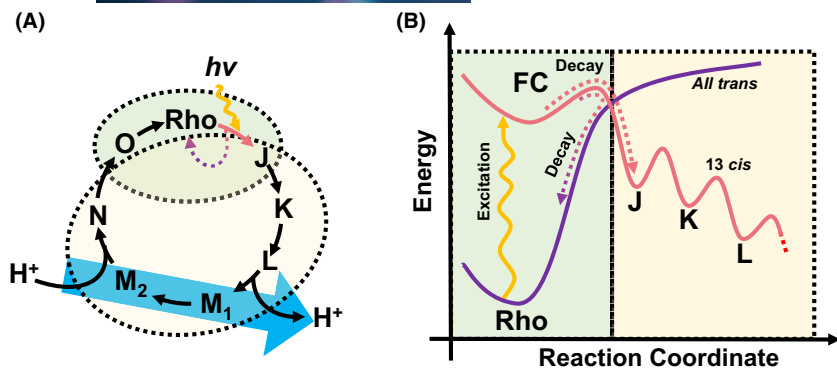 (A)
hv
Rho
O
J
N
K
L
H⁺
M₂
M₁
H⁺
(B)
Energy
FC
Decay
All trans
Excitation
Decay
13 cis
J
K
L
Rho
Reaction Coordinate